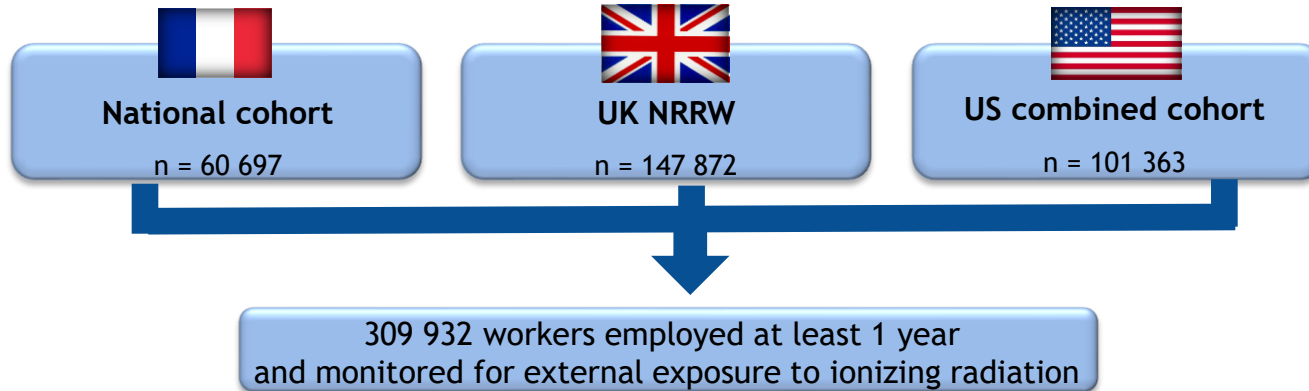 National cohort
n = 60 697
UK NRRW
n = 147 872
US combined cohort
n = 101 363
309 932 workers employed at least 1 year
and monitored for external exposure to ionizing radiation